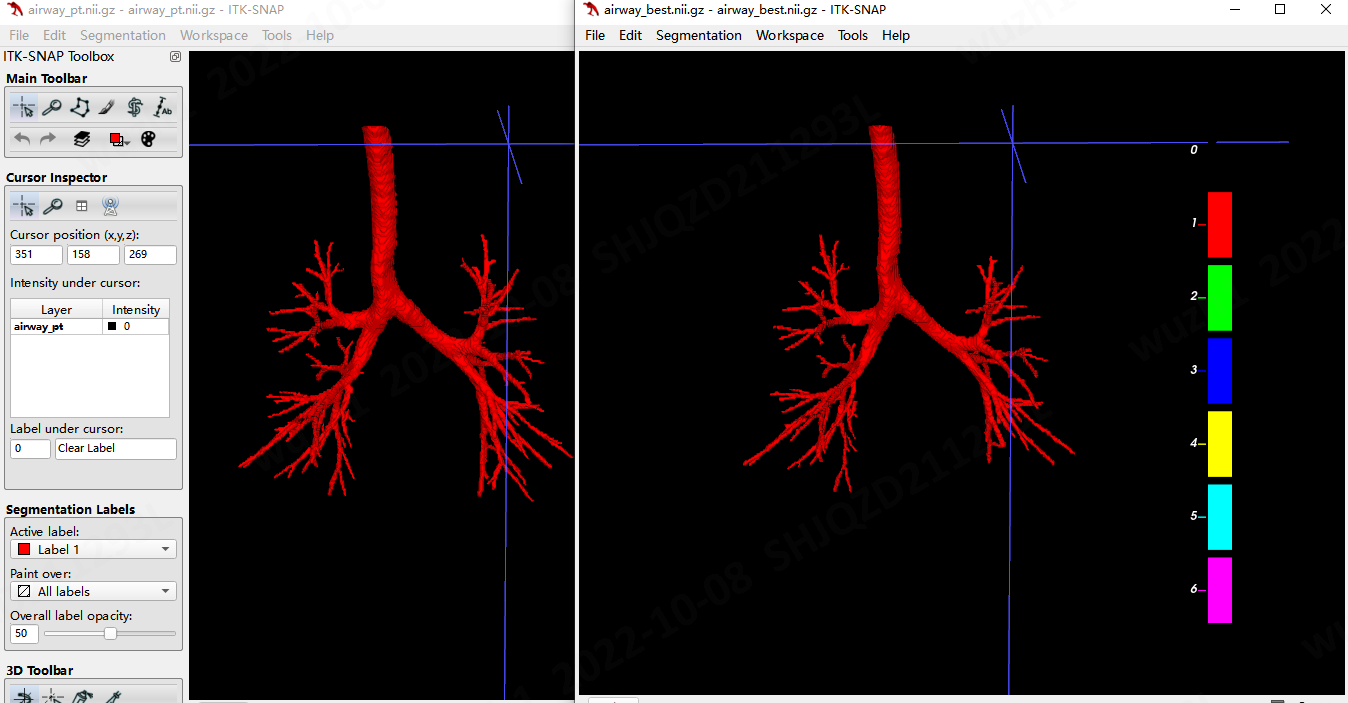 airway_pt.nii.gz - airway_pt.nii.gz - ITK-SNAP
File Edit Segmentation Workspace Tools Help
ITK-SNAP Toolbox
Main Toolbar
Ab
Cursor Inspector
Cursor position (x,y,z):
351 158 269
Intensity under cursor:
Layer Intensity
airway_pt 0
Label under cursor:
0 Clear Label
Segmentation Labels
Active label:
Label 1
Paint over:
All labels
Overall label opacity:
50
3D Toolbar
airway_best.nii.gz - airway_best.nii.gz - ITK-SNAP
File Edit Segmentation Workspace Tools Help
0
1
2
3
4
5
6
SHJQZD211293L
2022-10-08